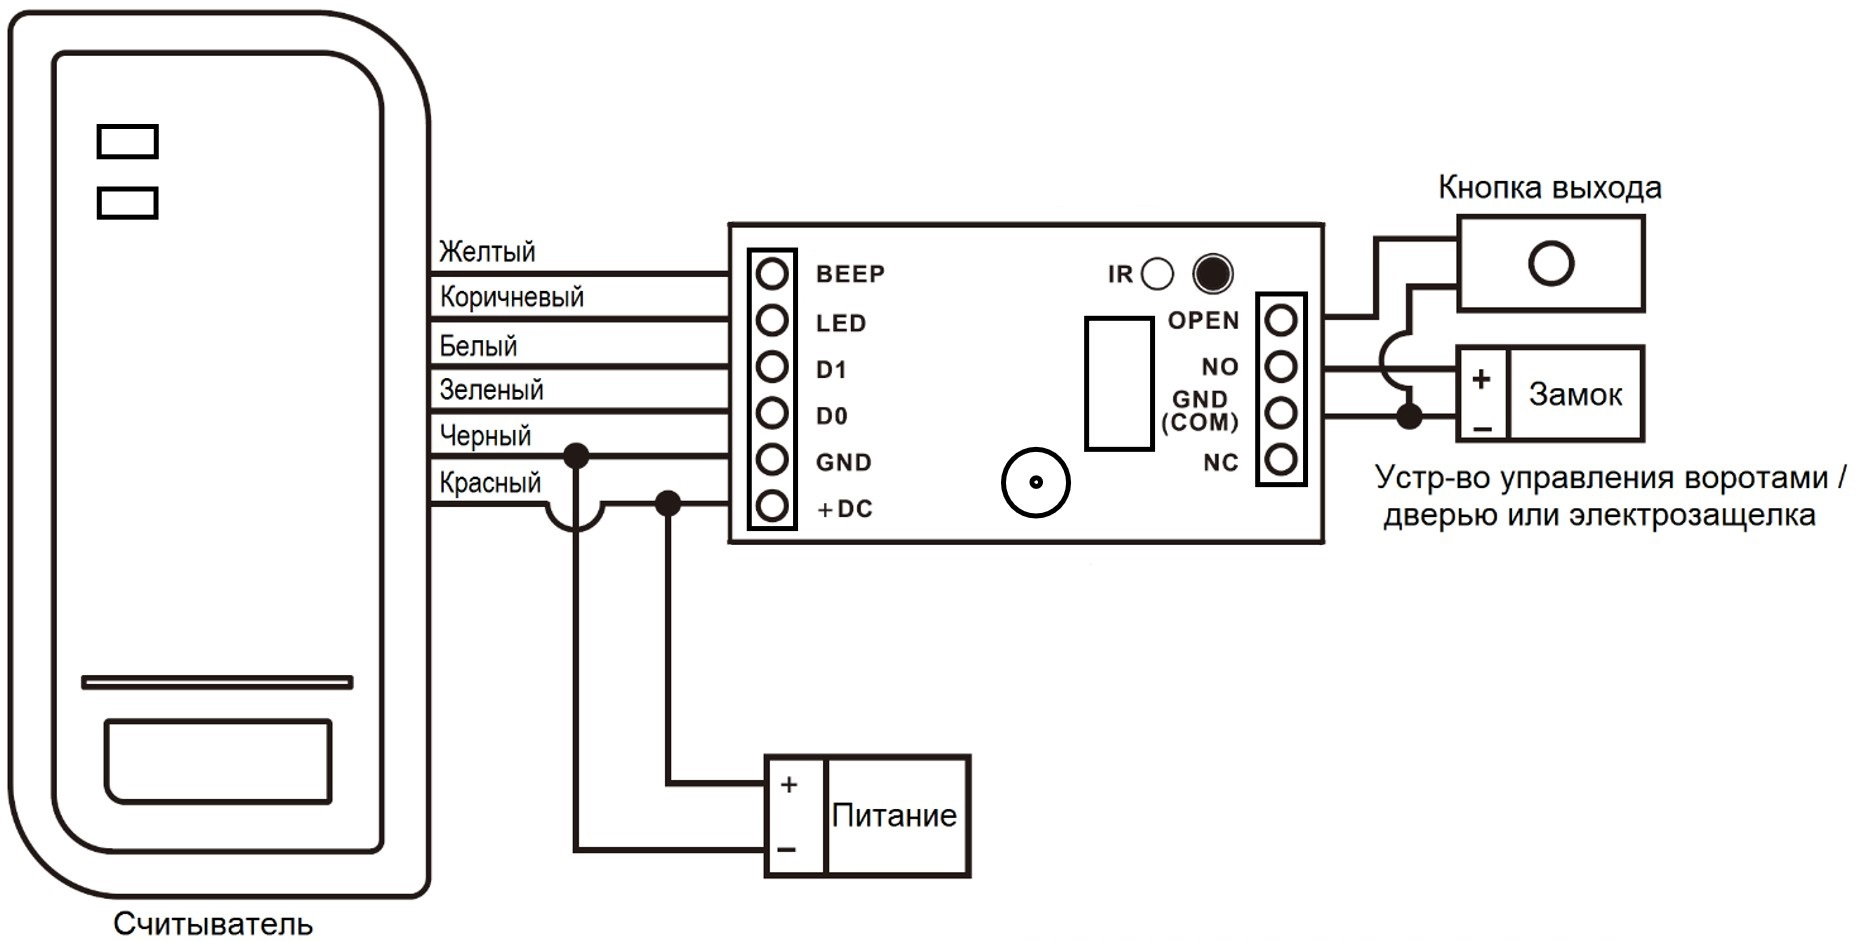 Желтый
Коричневый
Белый
Зеленый
Черный
Красный
BEEP
LED
D1
D0
GND
+DC
IR
OPEN
NO
GND
(COM)
NC
Кнопка выхода
+
−
Замок
Устр-во управления воротами /
дверью или электрозащелка
+
−
Питание
Считыватель